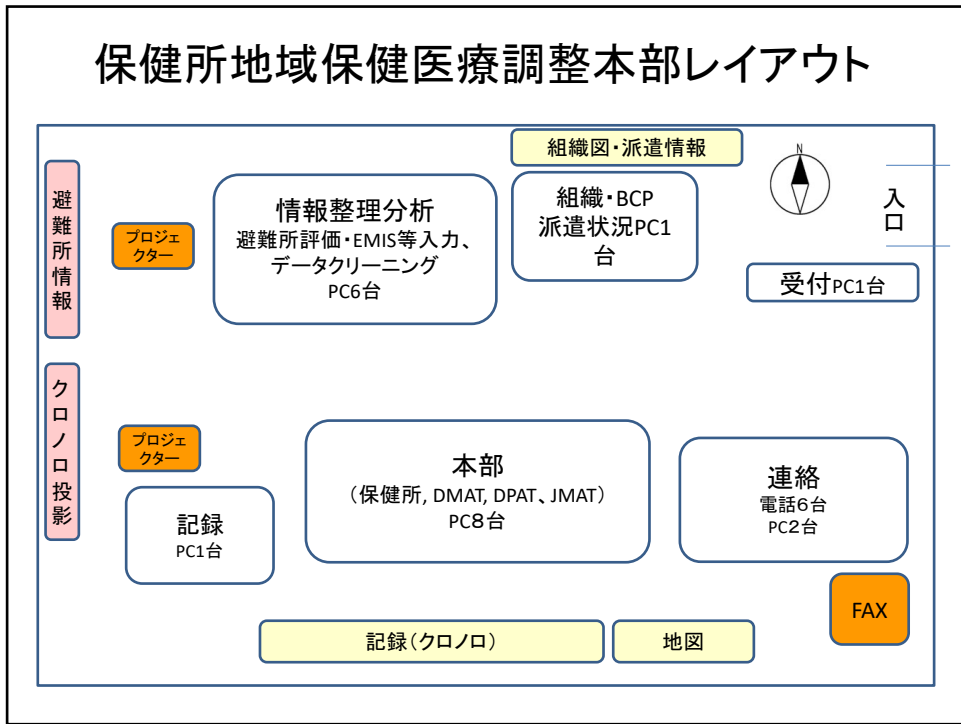 保健所地域保健医療調整本部レイアウト
避難所情報
プロジェ
クター
情報整理分析
避難所評価・EMIS等入力、
データクリーニング
PC6台
組織図・派遣情報
組織・BCP
派遣状況PC1
台
N
入口
受付PC1台
クロノロ投影
プロジェ
クター
記録
PC1台
本部
（保健所, DMAT, DPAT、JMAT）
PC８台
連絡
電話６台
PC２台
FAX
記録（クロノロ）
地図